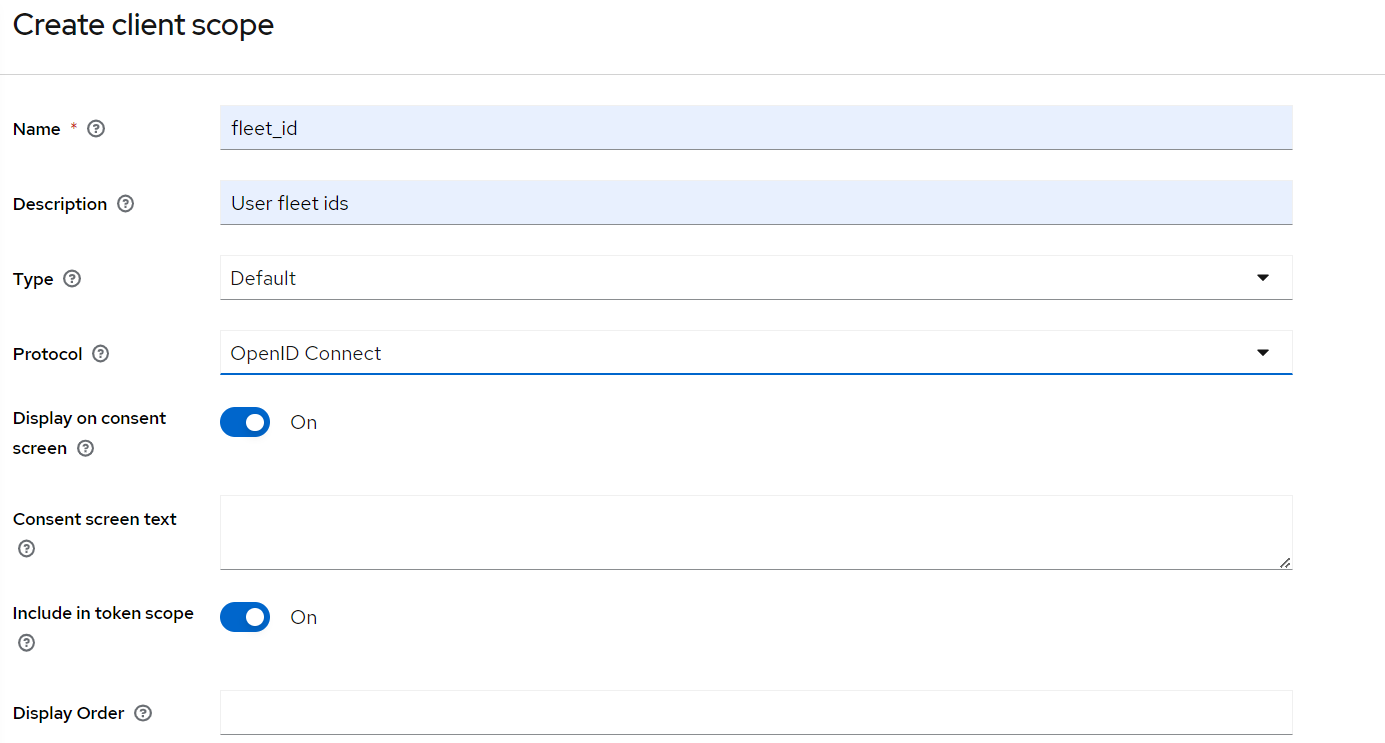 Create client scope
Name *
fleet_id
Description
User fleet ids
Type
Default
Protocol
OpenID Connect
Display on consent
screen
On
Consent screen text
Include in token scope
On
Display Order